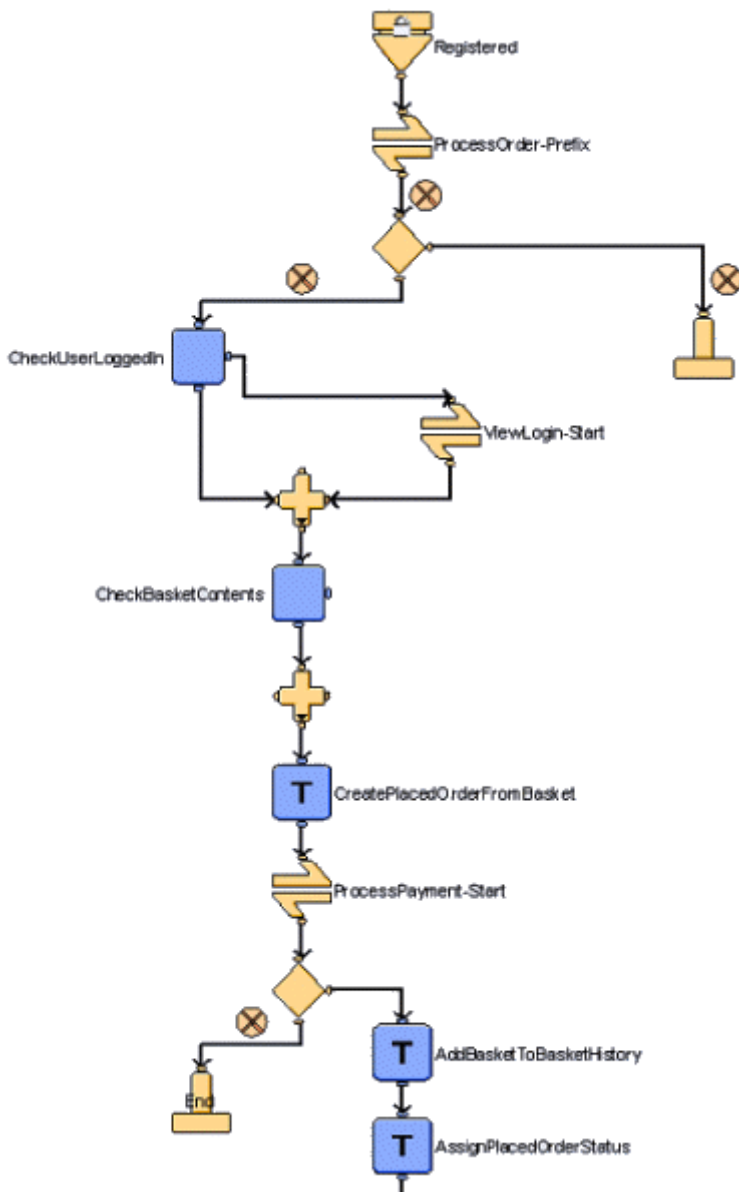 Registered
ProcessOrder-Prefix
CheckUserLoggedIn
ViewLogin-Start
CheckBasketContents
T
CreatePlacedOrderFromBasket
ProcessPayment-Start
T
AddBasketToBasketHistory
End
T
AssignPlacedOrderStatus